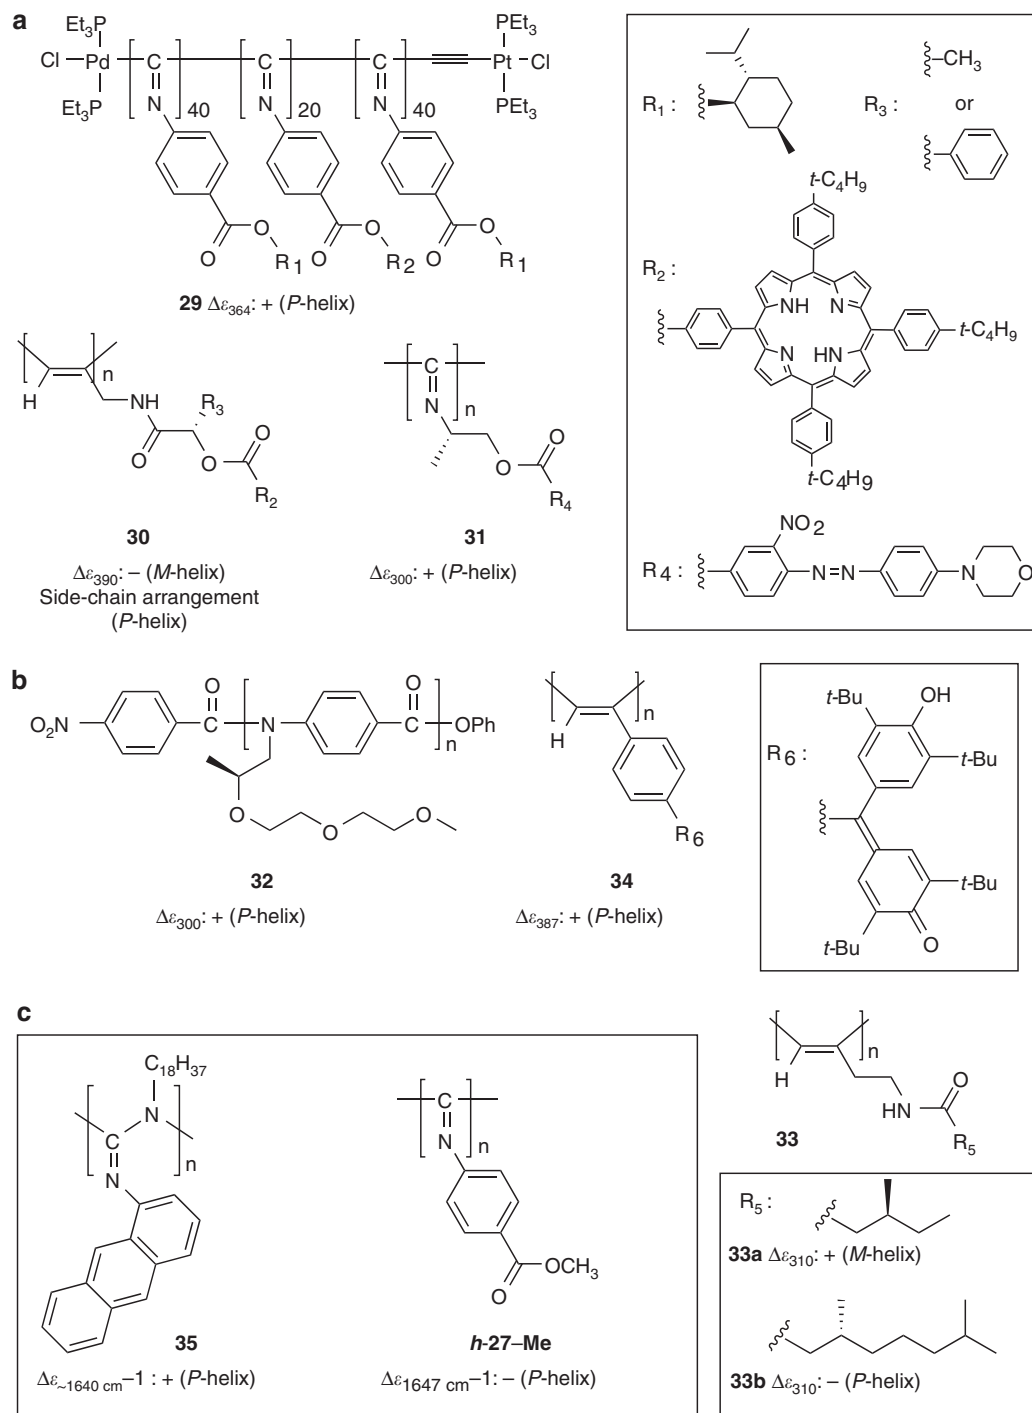 a
Et₃P
PEt₃
Cl
Pd
C
C
C
Pt
Cl
Et₃P
N
40
N
20
N
40
PEt₃
O
O
R₁
O
O
R₂
O
O
R₁
29 Δε₃₆₄: + (P-helix)
R₁ :
CH₃
R₃ :
or
t-C₄H₉
R₂ :
NH
N
t-C₄H₉
N
HN
t-C₄H₉
NO₂
R₄ :
N=N
N
O
n
H
NH
R₃
O
O
O
R₂
30
Δε₃₉₀: – (M-helix)
Side-chain arrangement
(P-helix)
C
N
n
O
O
R₄
31
Δε₃₀₀: + (P-helix)
b
O₂N
O
C
N
O
C
OPh
n
O
O
O
32
Δε₃₀₀: + (P-helix)
n
H
R₆
34
Δε₃₈₇: + (P-helix)
R₆ :
OH
t-Bu
t-Bu
t-Bu
t-Bu
O
c
C₁₈H₃₇
N
C
n
N
35
Δε~1640 cm–1 : + (P-helix)
C
N
n
OCH₃
O
h-27–Me
Δε1647 cm–1: – (P-helix)
n
H
O
HN
R₅
33
R₅ :
33a Δε₃₁₀: + (M-helix)
33b Δε₃₁₀: – (P-helix)